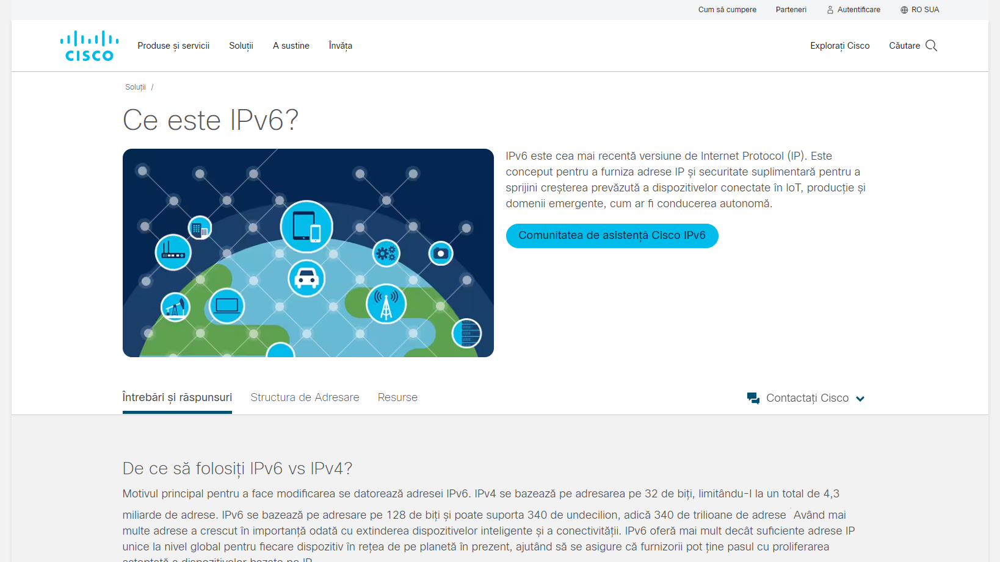 Cum să cumpere Parteneri Autentificare RO SUA
CISCO
Produse și servicii Soluții A sustine Învăța Explorați Cisco Căutare
Soluții /
Ce este IPv6?
IPv6 este cea mai recentă versiune de Internet Protocol (IP). Este
conceput pentru a furniza adrese IP și securitate suplimentară pentru a
sprijini creșterea prevăzută a dispozitivelor conectate în IoT, producție și
domenii emergente, cum ar fi conducerea autonomă.
Comunitatea de asistență Cisco IPv6
Întrebări și răspunsuri Structura de Adresare Resurse Contactați Cisco
De ce să folosiți IPv6 vs IPv4?
Motivul principal pentru a face modificarea se datorează adresei IPv6. IPv4 se bazează pe adresarea pe 32 de biți, limitându-l la un total de 4,3
miliarde de adrese. IPv6 se bazează pe adresare pe 128 de biți și poate suporta 340 de undecilion, adică 340 de trilioane de adrese Având mai
multe adrese a crescut în importanță odată cu extinderea dispozitivelor inteligente și a conectivității. IPv6 oferă mai mult decât suficiente adrese IP
unice la nivel global pentru fiecare dispozitiv în rețea de pe planetă în prezent, ajutând să se asigure că furnizorii pot ține pasul cu proliferarea
așteptată a dispozitivelor bazate pe IP.